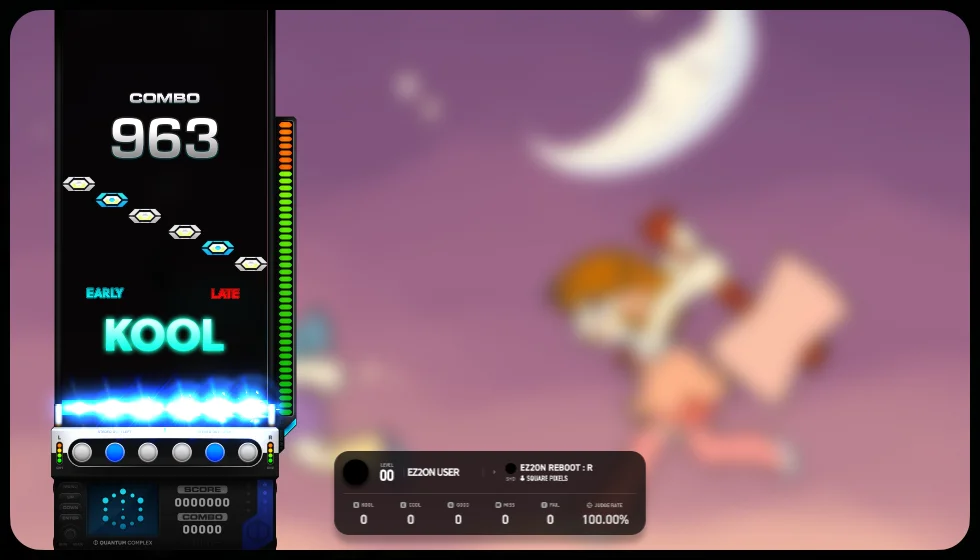 COMBO
963
EARLY LATE
KOOL
L R
SCORE
0000000
COMBO
00000
QUANTUM COMPLEX
LEVEL
00
EZ2ON USER
EZ2ON REBOOT : R
SQUARE PIXELS
KOOL COOL GOOD MISS FAIL JUDGE RATE
0 0 0 0 0 100.00%